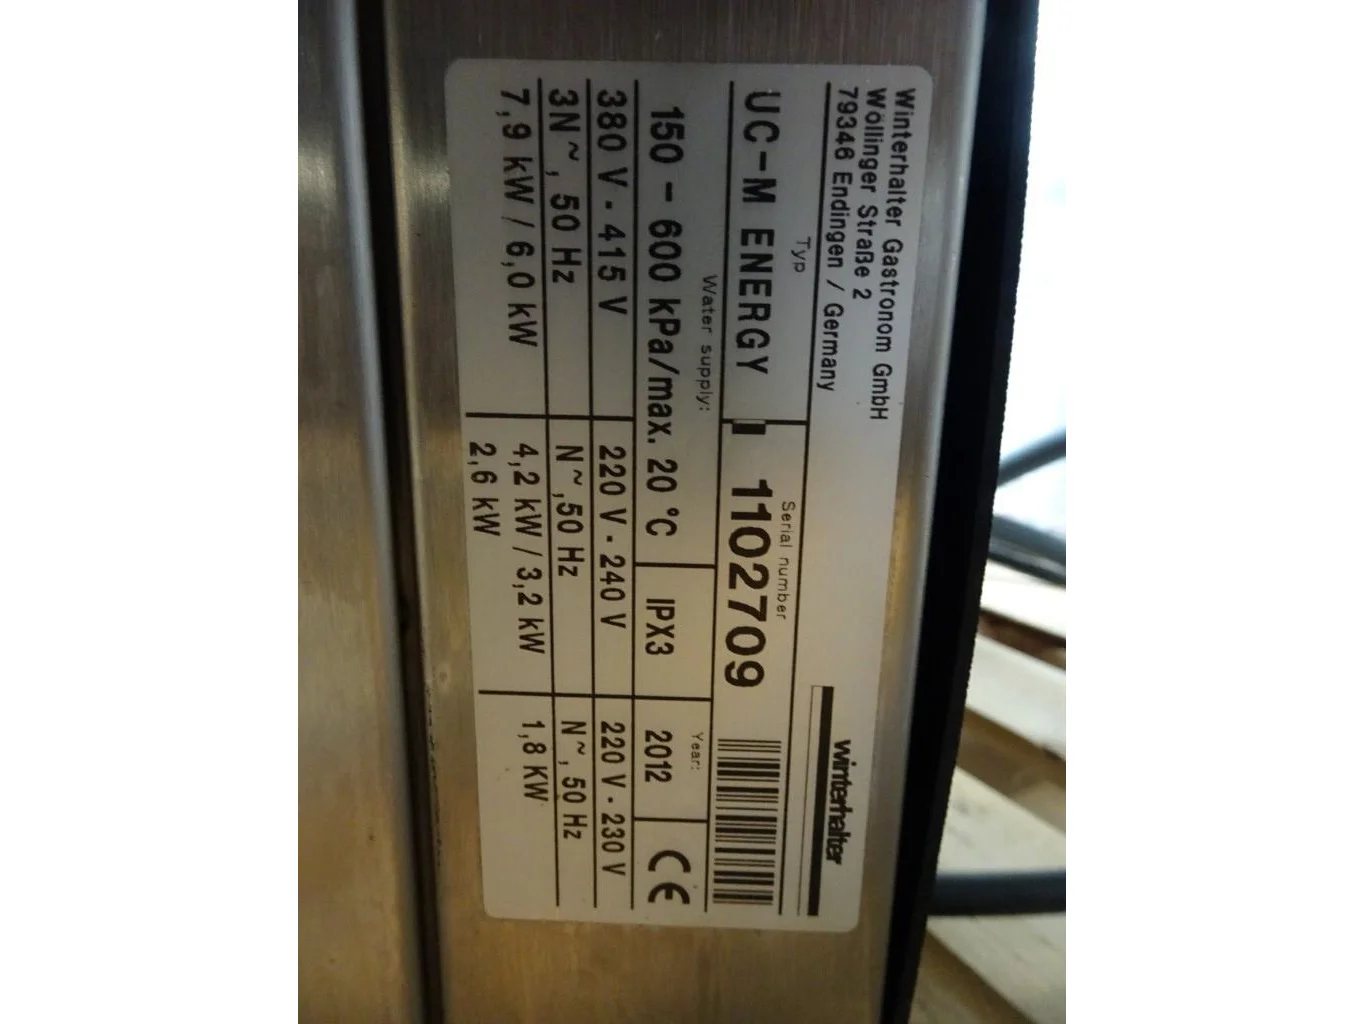 Winterhalter Gastronom GmbH
Wöllinger Straße 2
79346 Endingen / Germany
winterhalter
Typ
UC-M ENERGY
Serial number
1102709
Water supply:
150 - 600 kPa/max. 20 °C
IPX3
Year:
2012
CE
380 V - 415 V
220 V - 240 V
220 V - 230 V
3N~, 50 Hz
N~,50 Hz
N~, 50 Hz
7,9 kW / 6,0 kW
4,2 kW / 3,2 kW
1,8 KW
2,6 kW